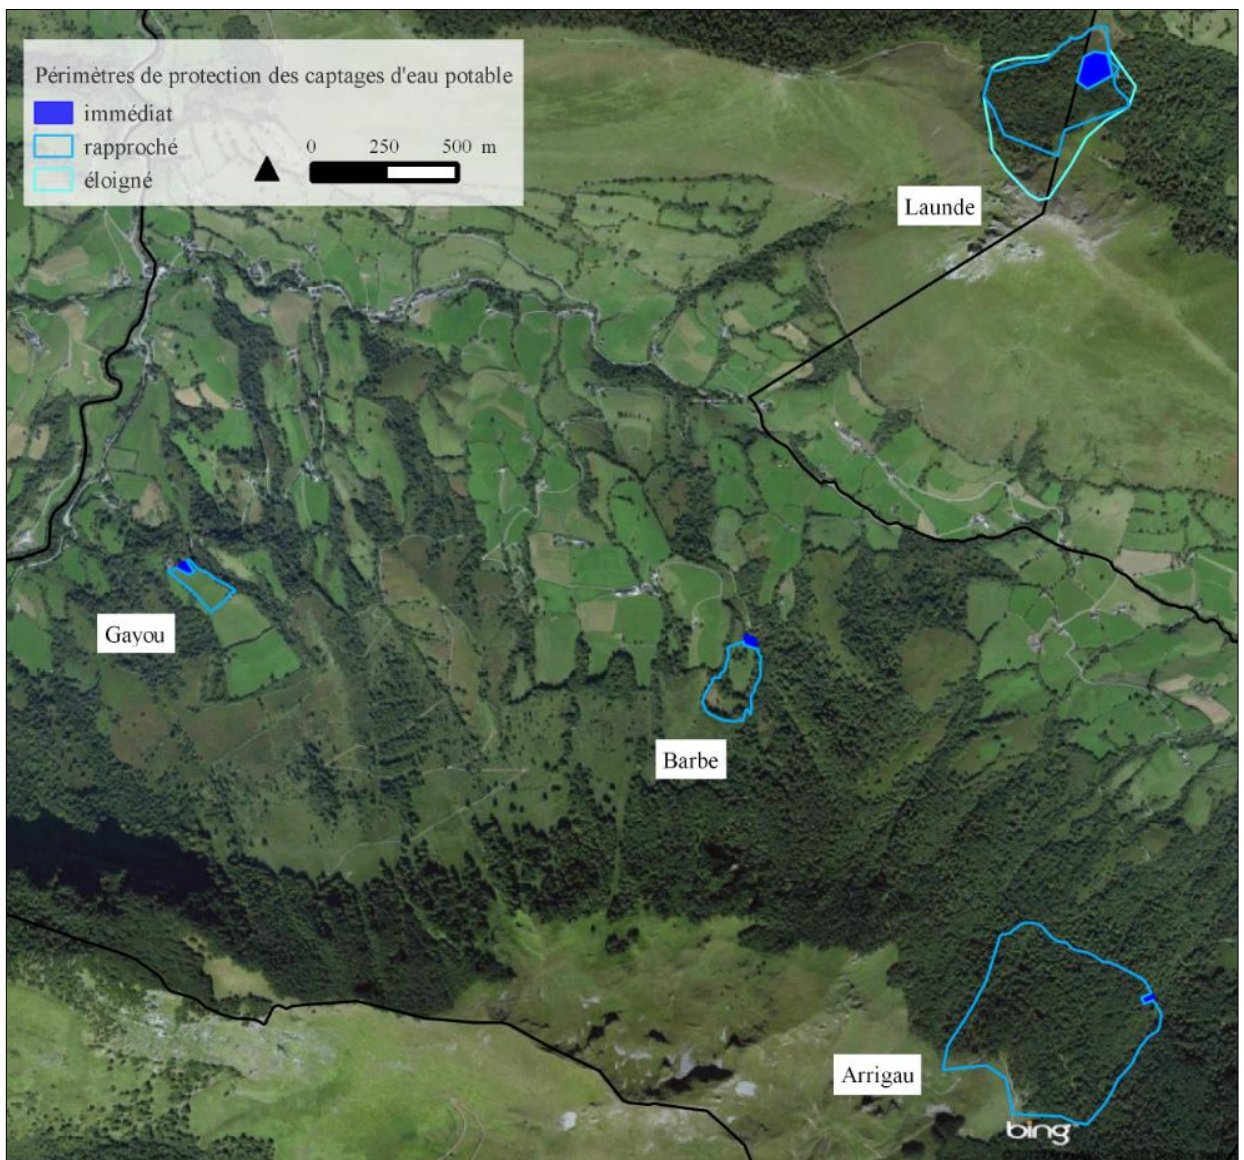 Périmètres de protection des captages d'eau potable
immédiat
rapproché
éloigné
0 250 500 m
Launde
Gayou
Barbe
Arrigau
bing